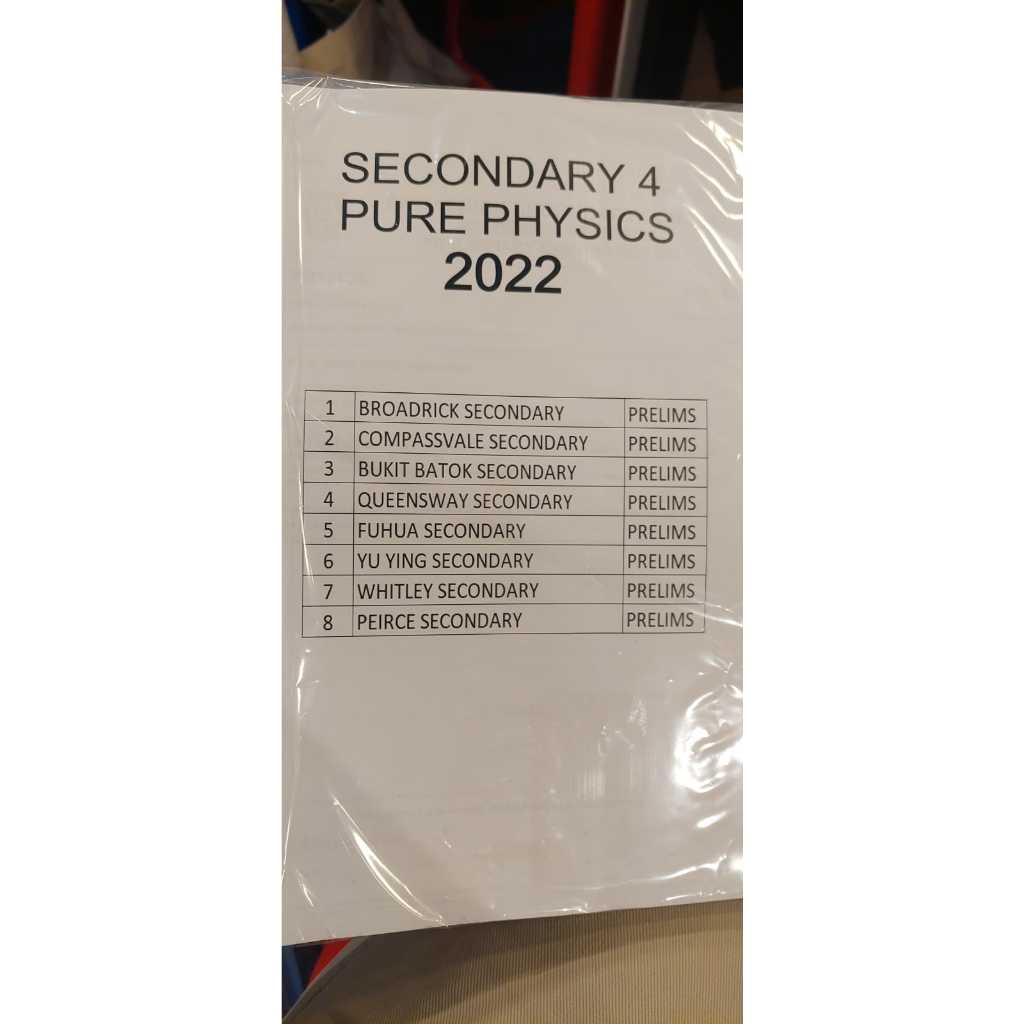 SECONDARY 4
PURE PHYSICS
2022
1 BROADRICK SECONDARY PRELIMS
2 COMPASSVALE SECONDARY PRELIMS
3 BUKIT BATOK SECONDARY PRELIMS
4 QUEENSWAY SECONDARY PRELIMS
5 FUHUA SECONDARY PRELIMS
6 YU YING SECONDARY PRELIMS
7 WHITLEY SECONDARY PRELIMS
8 PEIRCE SECONDARY PRELIMS